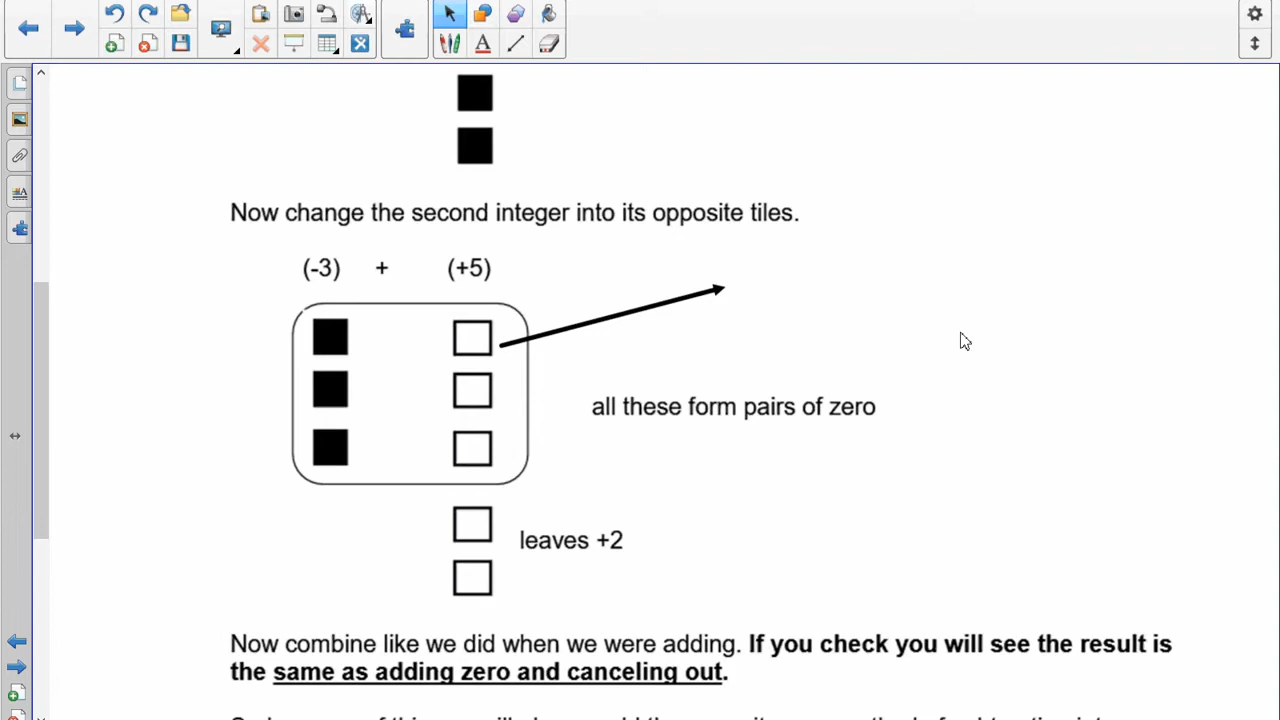 Now change the second integer into its opposite tiles.
(-3) + (+5)
all these form pairs of zero
leaves +2
Now combine like we did when we were adding. If you check you will see the result is
the same as adding zero and canceling out.